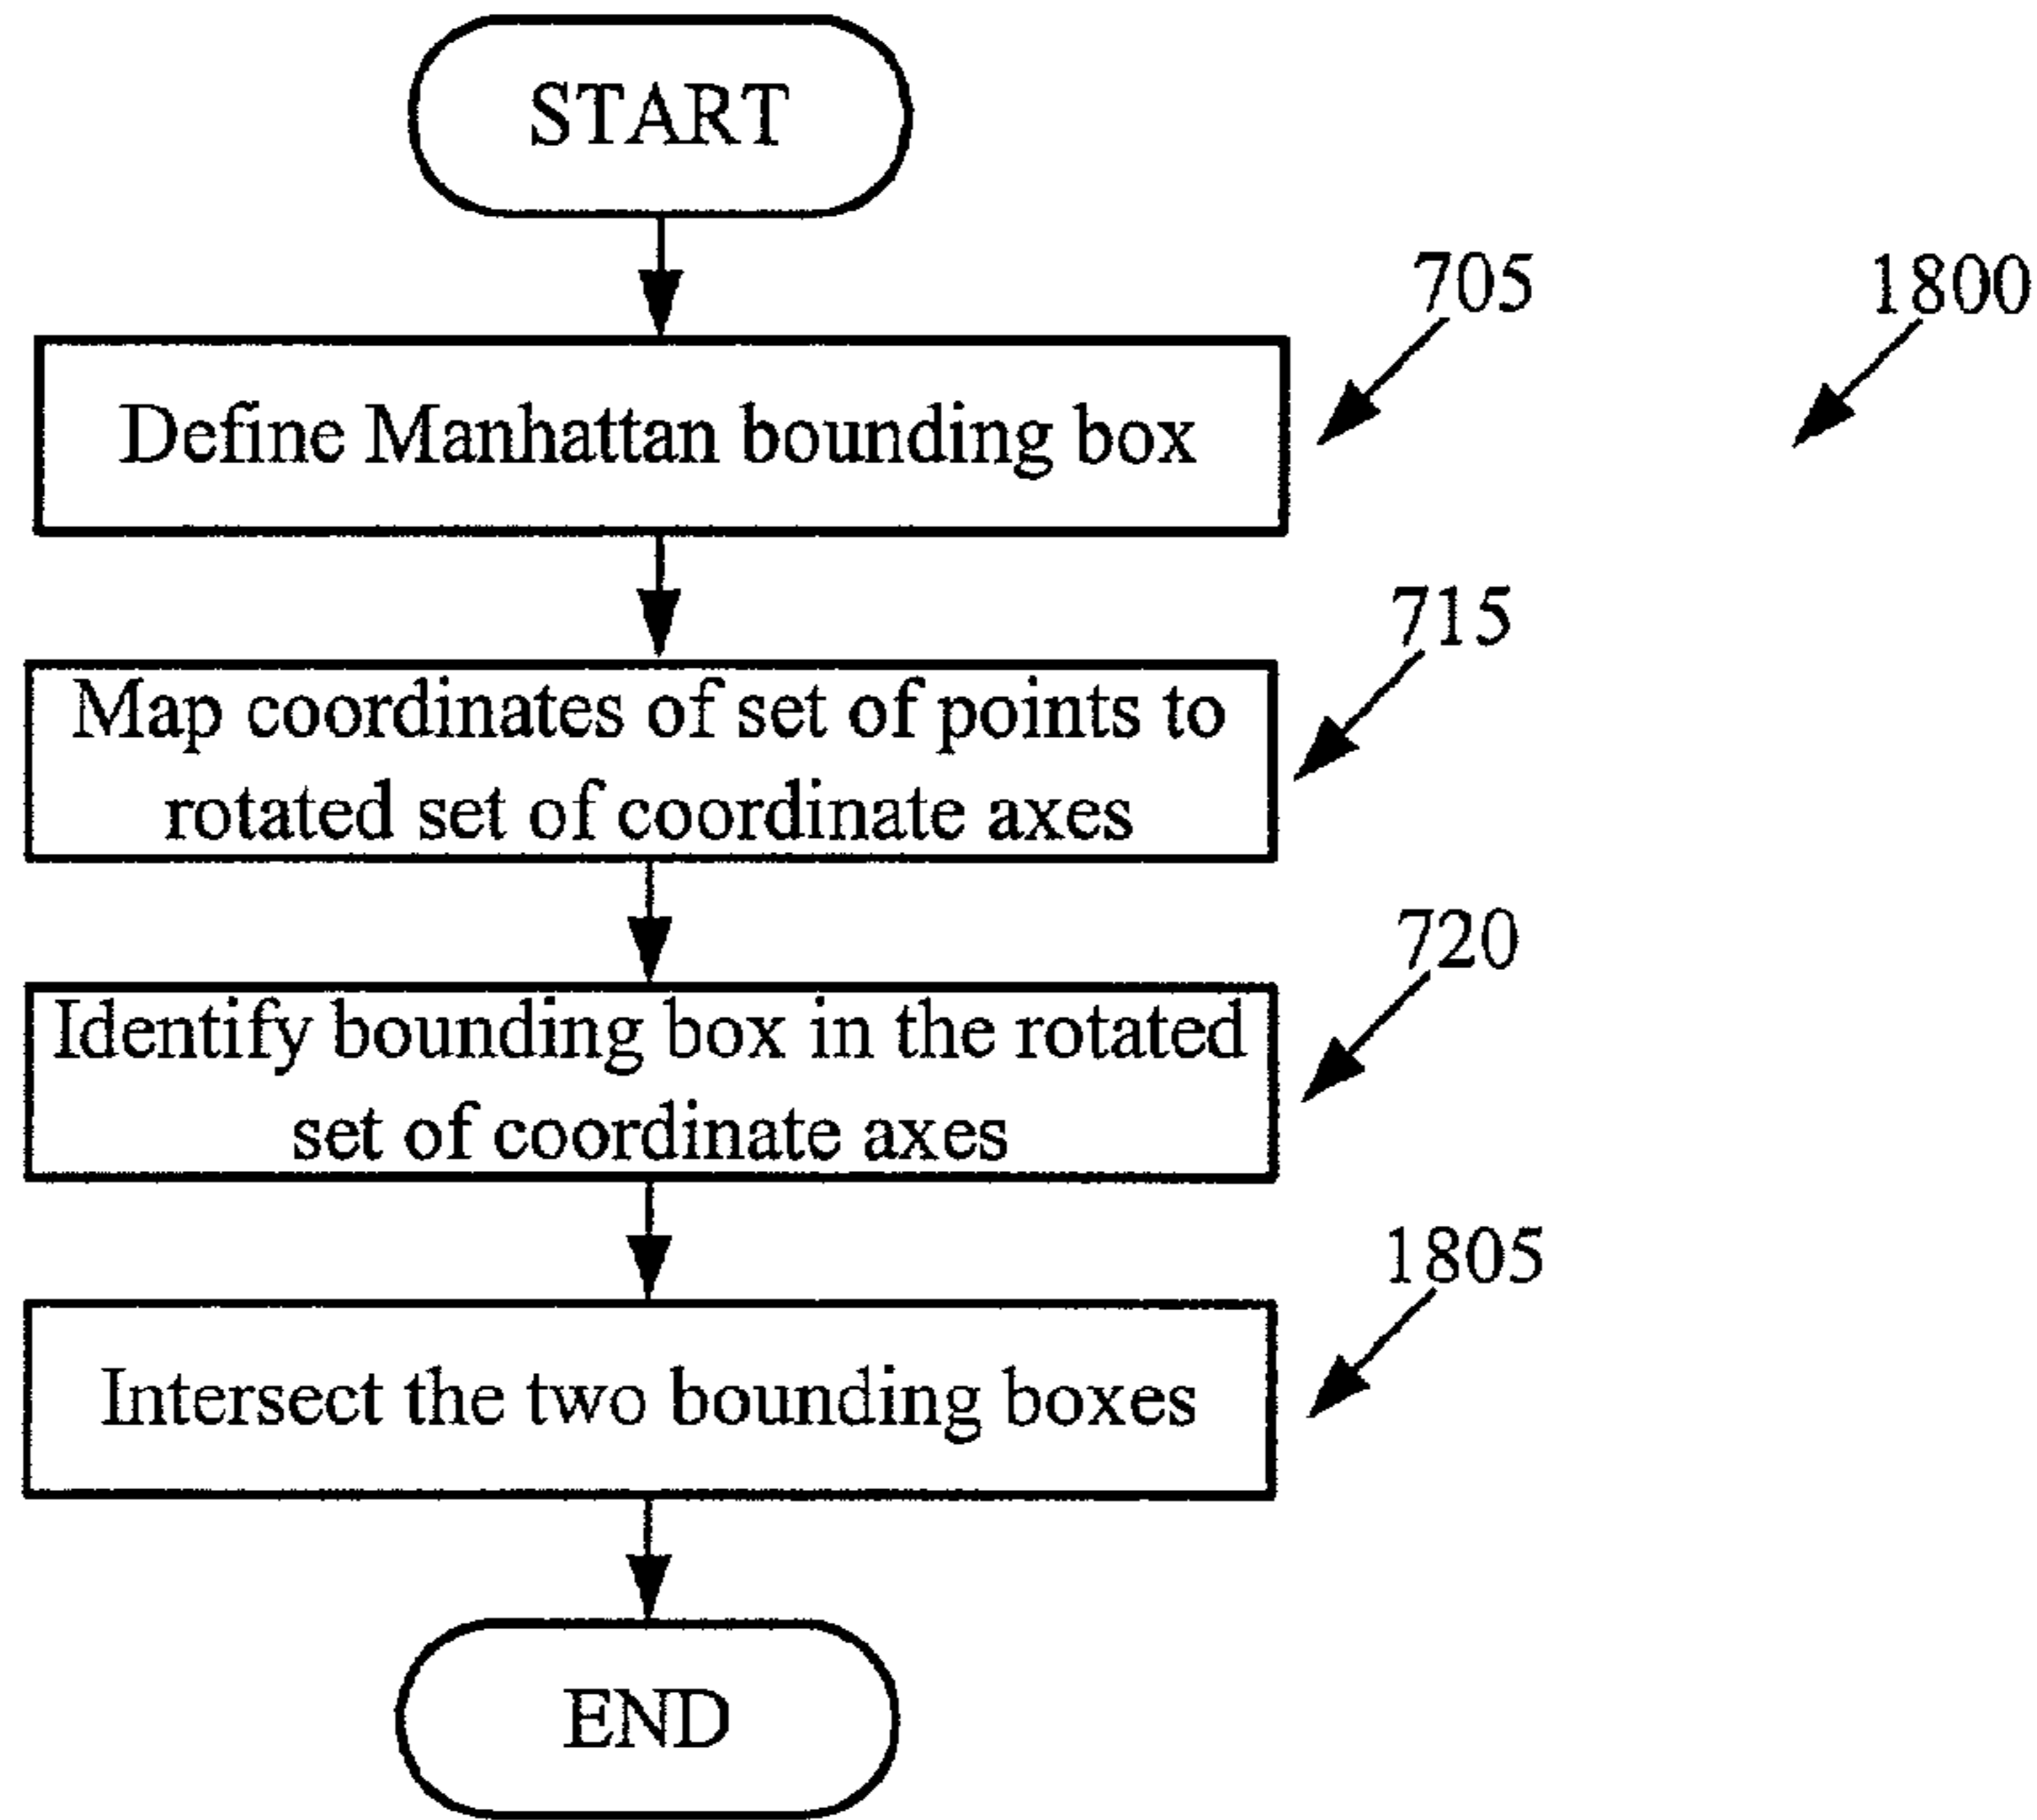 START
705
1800
Define Manhattan bounding box
715
Map coordinates of set of points to
rotated set of coordinate axes
720
Identify bounding box in the rotated
set of coordinate axes
1805
Intersect the two bounding boxes
END